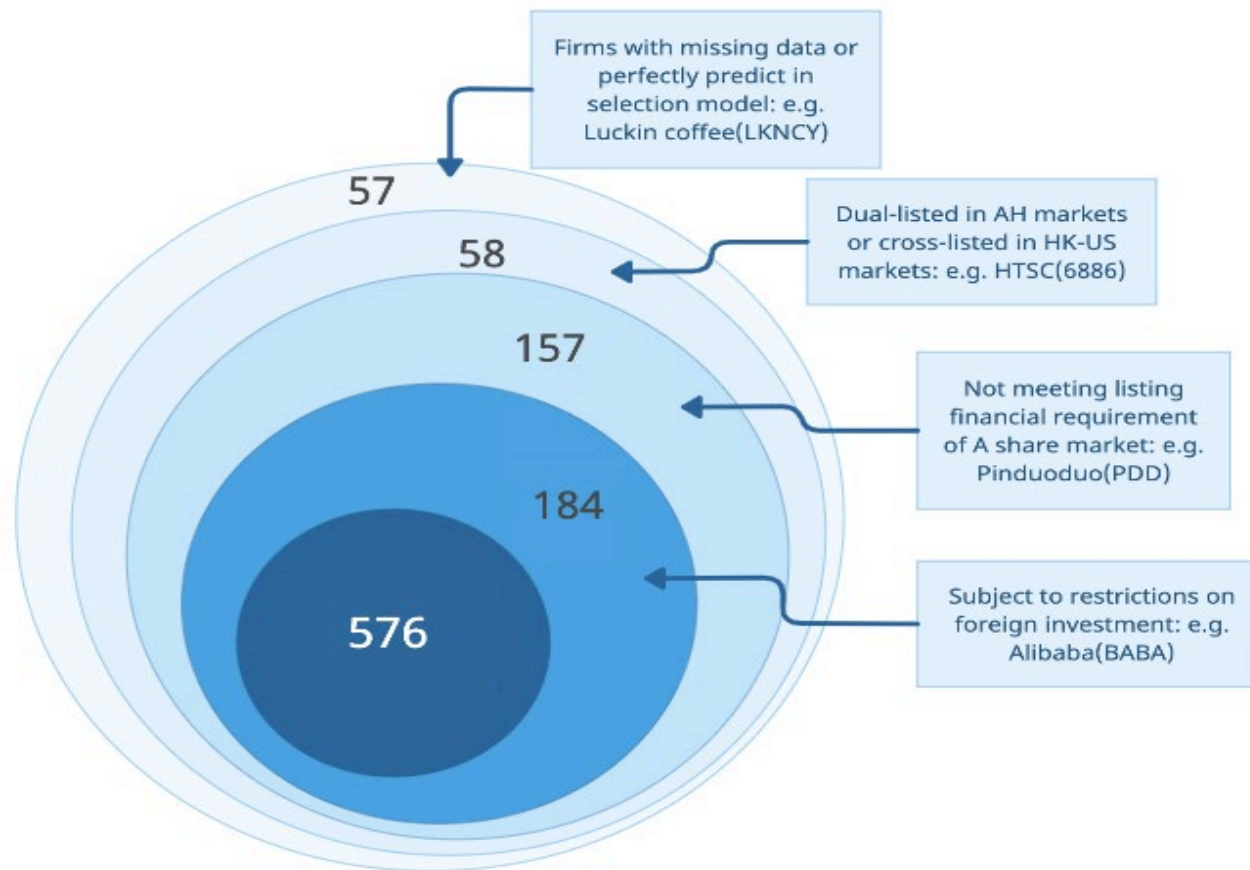 Firms with missing data or
perfectly predict in
selection model: e.g.
Luckin coffee(LKNCY)
57
Dual-listed in AH markets
or cross-listed in HK-US
markets: e.g. HTSC(6886)
58
157
Not meeting listing
financial requirement
of A share market: e.g.
Pinduoduo(PDD)
184
Subject to restrictions on
foreign investment: e.g.
Alibaba(BABA)
576